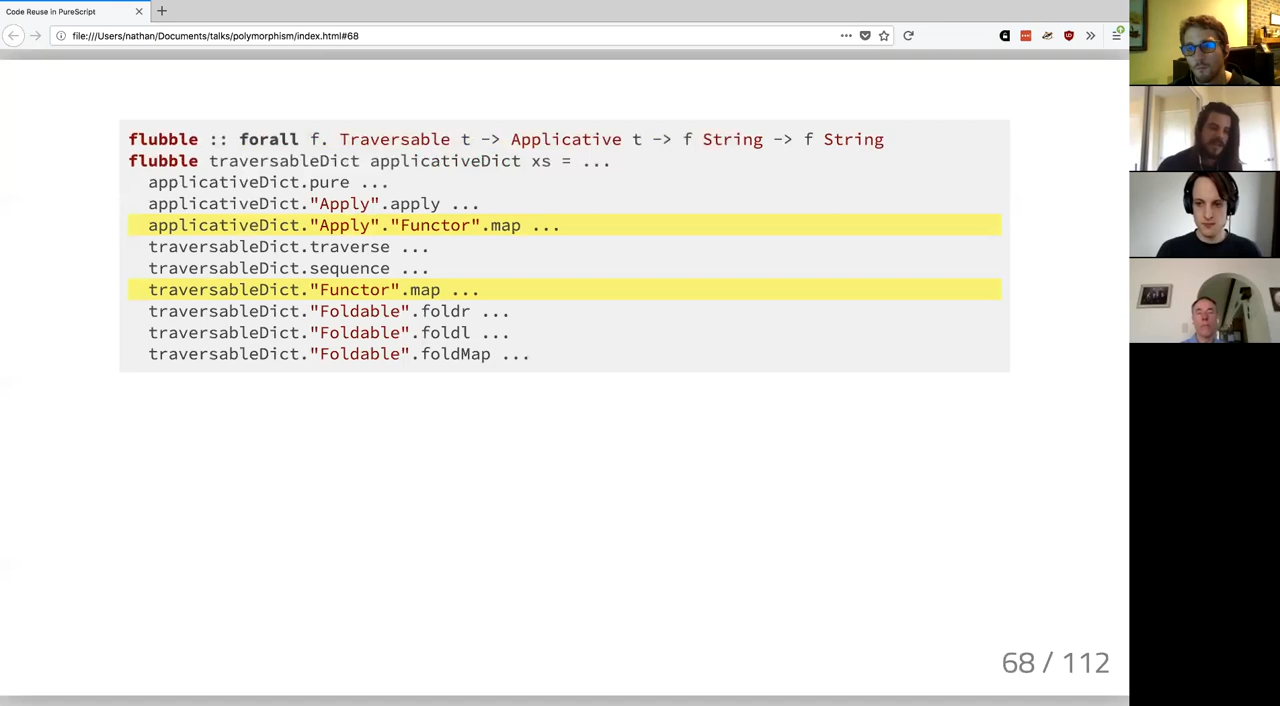 Code Reuse in PureScript
file:///Users/nathan/Documents/talks/polymorphism/index.html#68
flubble :: forall f. Traversable t -> Applicative t -> f String -> f String
flubble traversableDict applicativeDict xs = ...
applicativeDict.pure ...
applicativeDict."Apply".apply ...
applicativeDict."Apply"."Functor".map ...
traversableDict.traverse ...
traversableDict.sequence ...
traversableDict."Functor".map ...
traversableDict."Foldable".foldr ...
traversableDict."Foldable".foldl ...
traversableDict."Foldable".foldMap ...
68 / 112